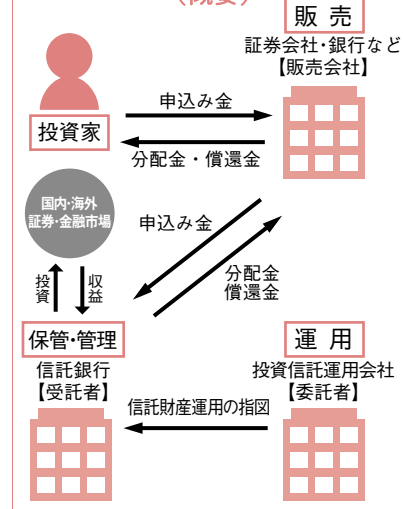 （概要）
販 売
証券会社・銀行など
【販売会社】
申込み金
投資家
分配金・償還金
国内・海外
証券・金融市場
申込み金
分配金
償還金
投資
収益
保管・管理
信託銀行
【受託者】
運 用
投資信託運用会社
【委託者】
信託財産運用の指図